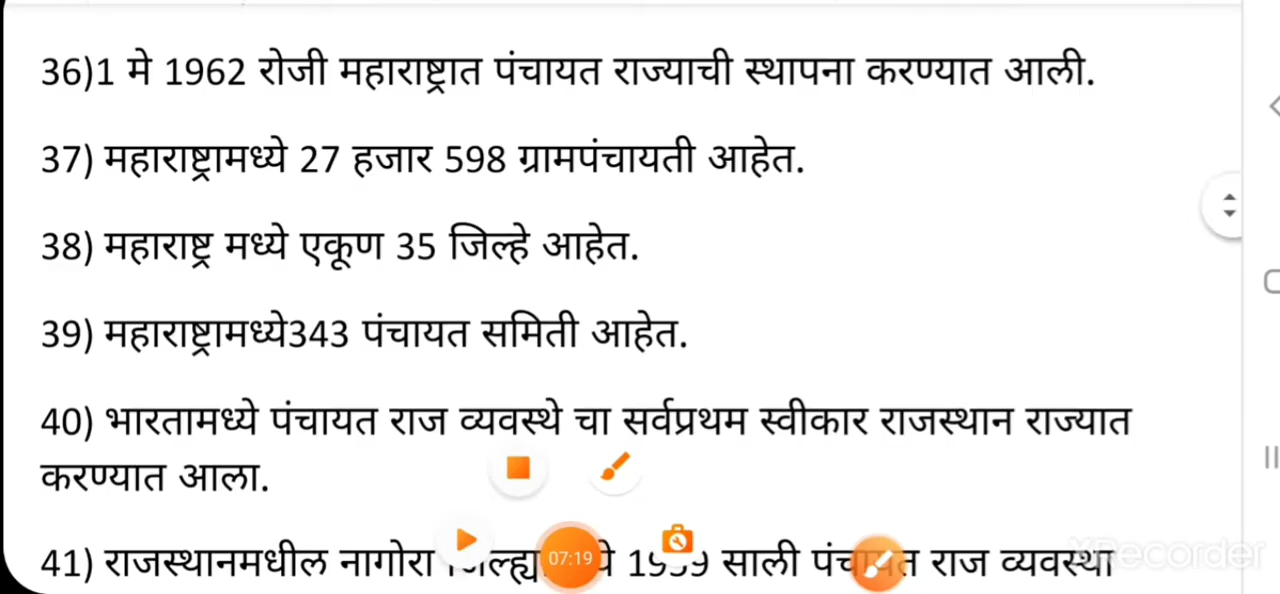 36)1 मे 1962 रोजी महाराष्ट्रात पंचायत राज्याची स्थापना करण्यात आली.
37) महाराष्ट्रामध्ये 27 हजार 598 ग्रामपंचायती आहेत.
38) महाराष्ट्र मध्ये एकूण 35 जिल्हे आहेत.
39) महाराष्ट्रामध्ये343 पंचायत समिती आहेत.
40) भारतामध्ये पंचायत राज व्यवस्थे चा सर्वप्रथम स्वीकार राजस्थान राज्यात
करण्यात आला.
07:19
41) राजस्थानमधील नागोरा साली राज व्यवस्था
XRecorder